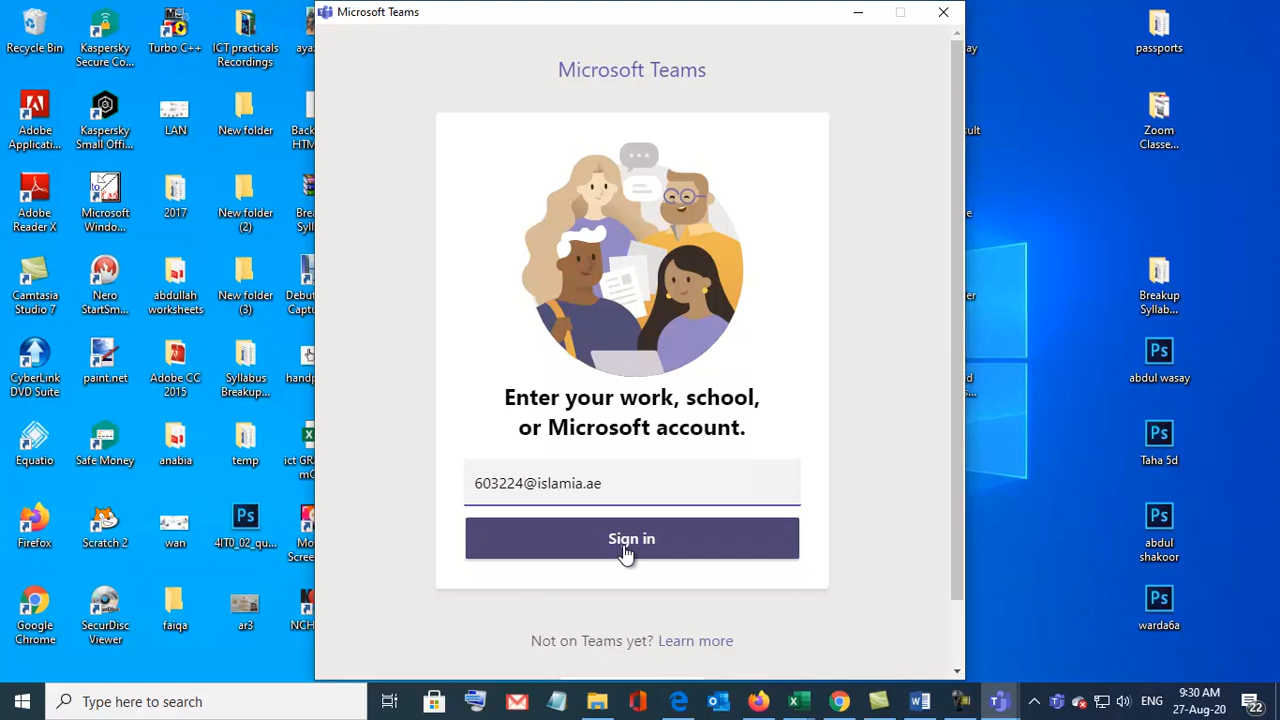 Microsoft Teams
Microsoft Teams
Enter your work, school,
or Microsoft account.
603224@islamia.ae
Sign in
Not on Teams yet? Learn more
Recycle Bin
Kaspersky
Secure Co...
Turbo C++
ICT practicals
Recordings
Adobe
Applicati...
Kaspersky
Small Offi...
LAN
New folder
Adobe
Reader X
Microsoft
Windo...
2017
New folder
(2)
Camtasia
Studio 7
Nero
StartSm...
abdullah
worksheets
New folder
(3)
CyberLink
DVD Suite
paint.net
Adobe CC
2015
Syllabus
Breakup...
Equatio
Safe Money
anabia
temp
Firefox
Scratch 2
wan
4IT0_02_qu...
Google
Chrome
SecurDisc
Viewer
faiqa
ar3
passports
Zoom
Classe...
Breakup
Syllab...
abdul wasay
Taha 5d
abdul
shakoor
warda6a
Type here to search
ENG
9:30 AM
27-Aug-20
22